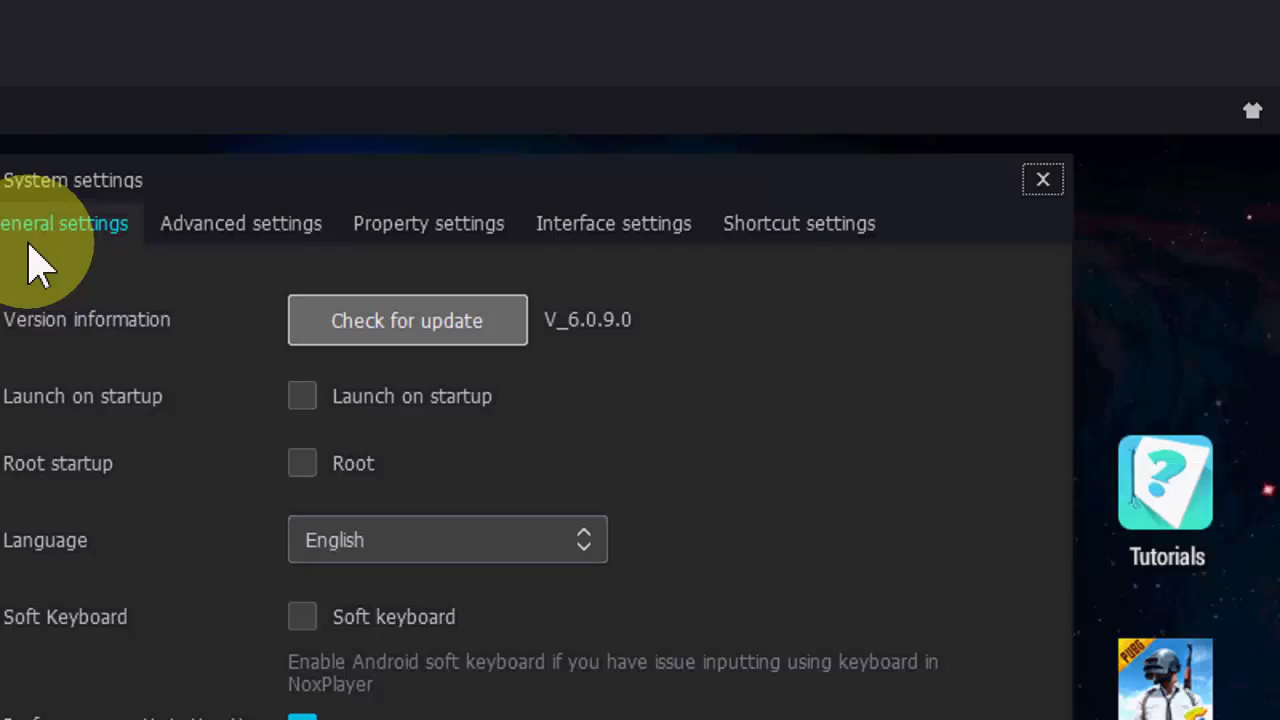 System settings
eneral settings Advanced settings Property settings Interface settings Shortcut settings
Version information Check for update V_6.0.9.0
Launch on startup Launch on startup
Root startup Root
Language English
Soft Keyboard Soft keyboard
Enable Android soft keyboard if you have issue inputting using keyboard in
NoxPlayer
Tutorials
PUBG